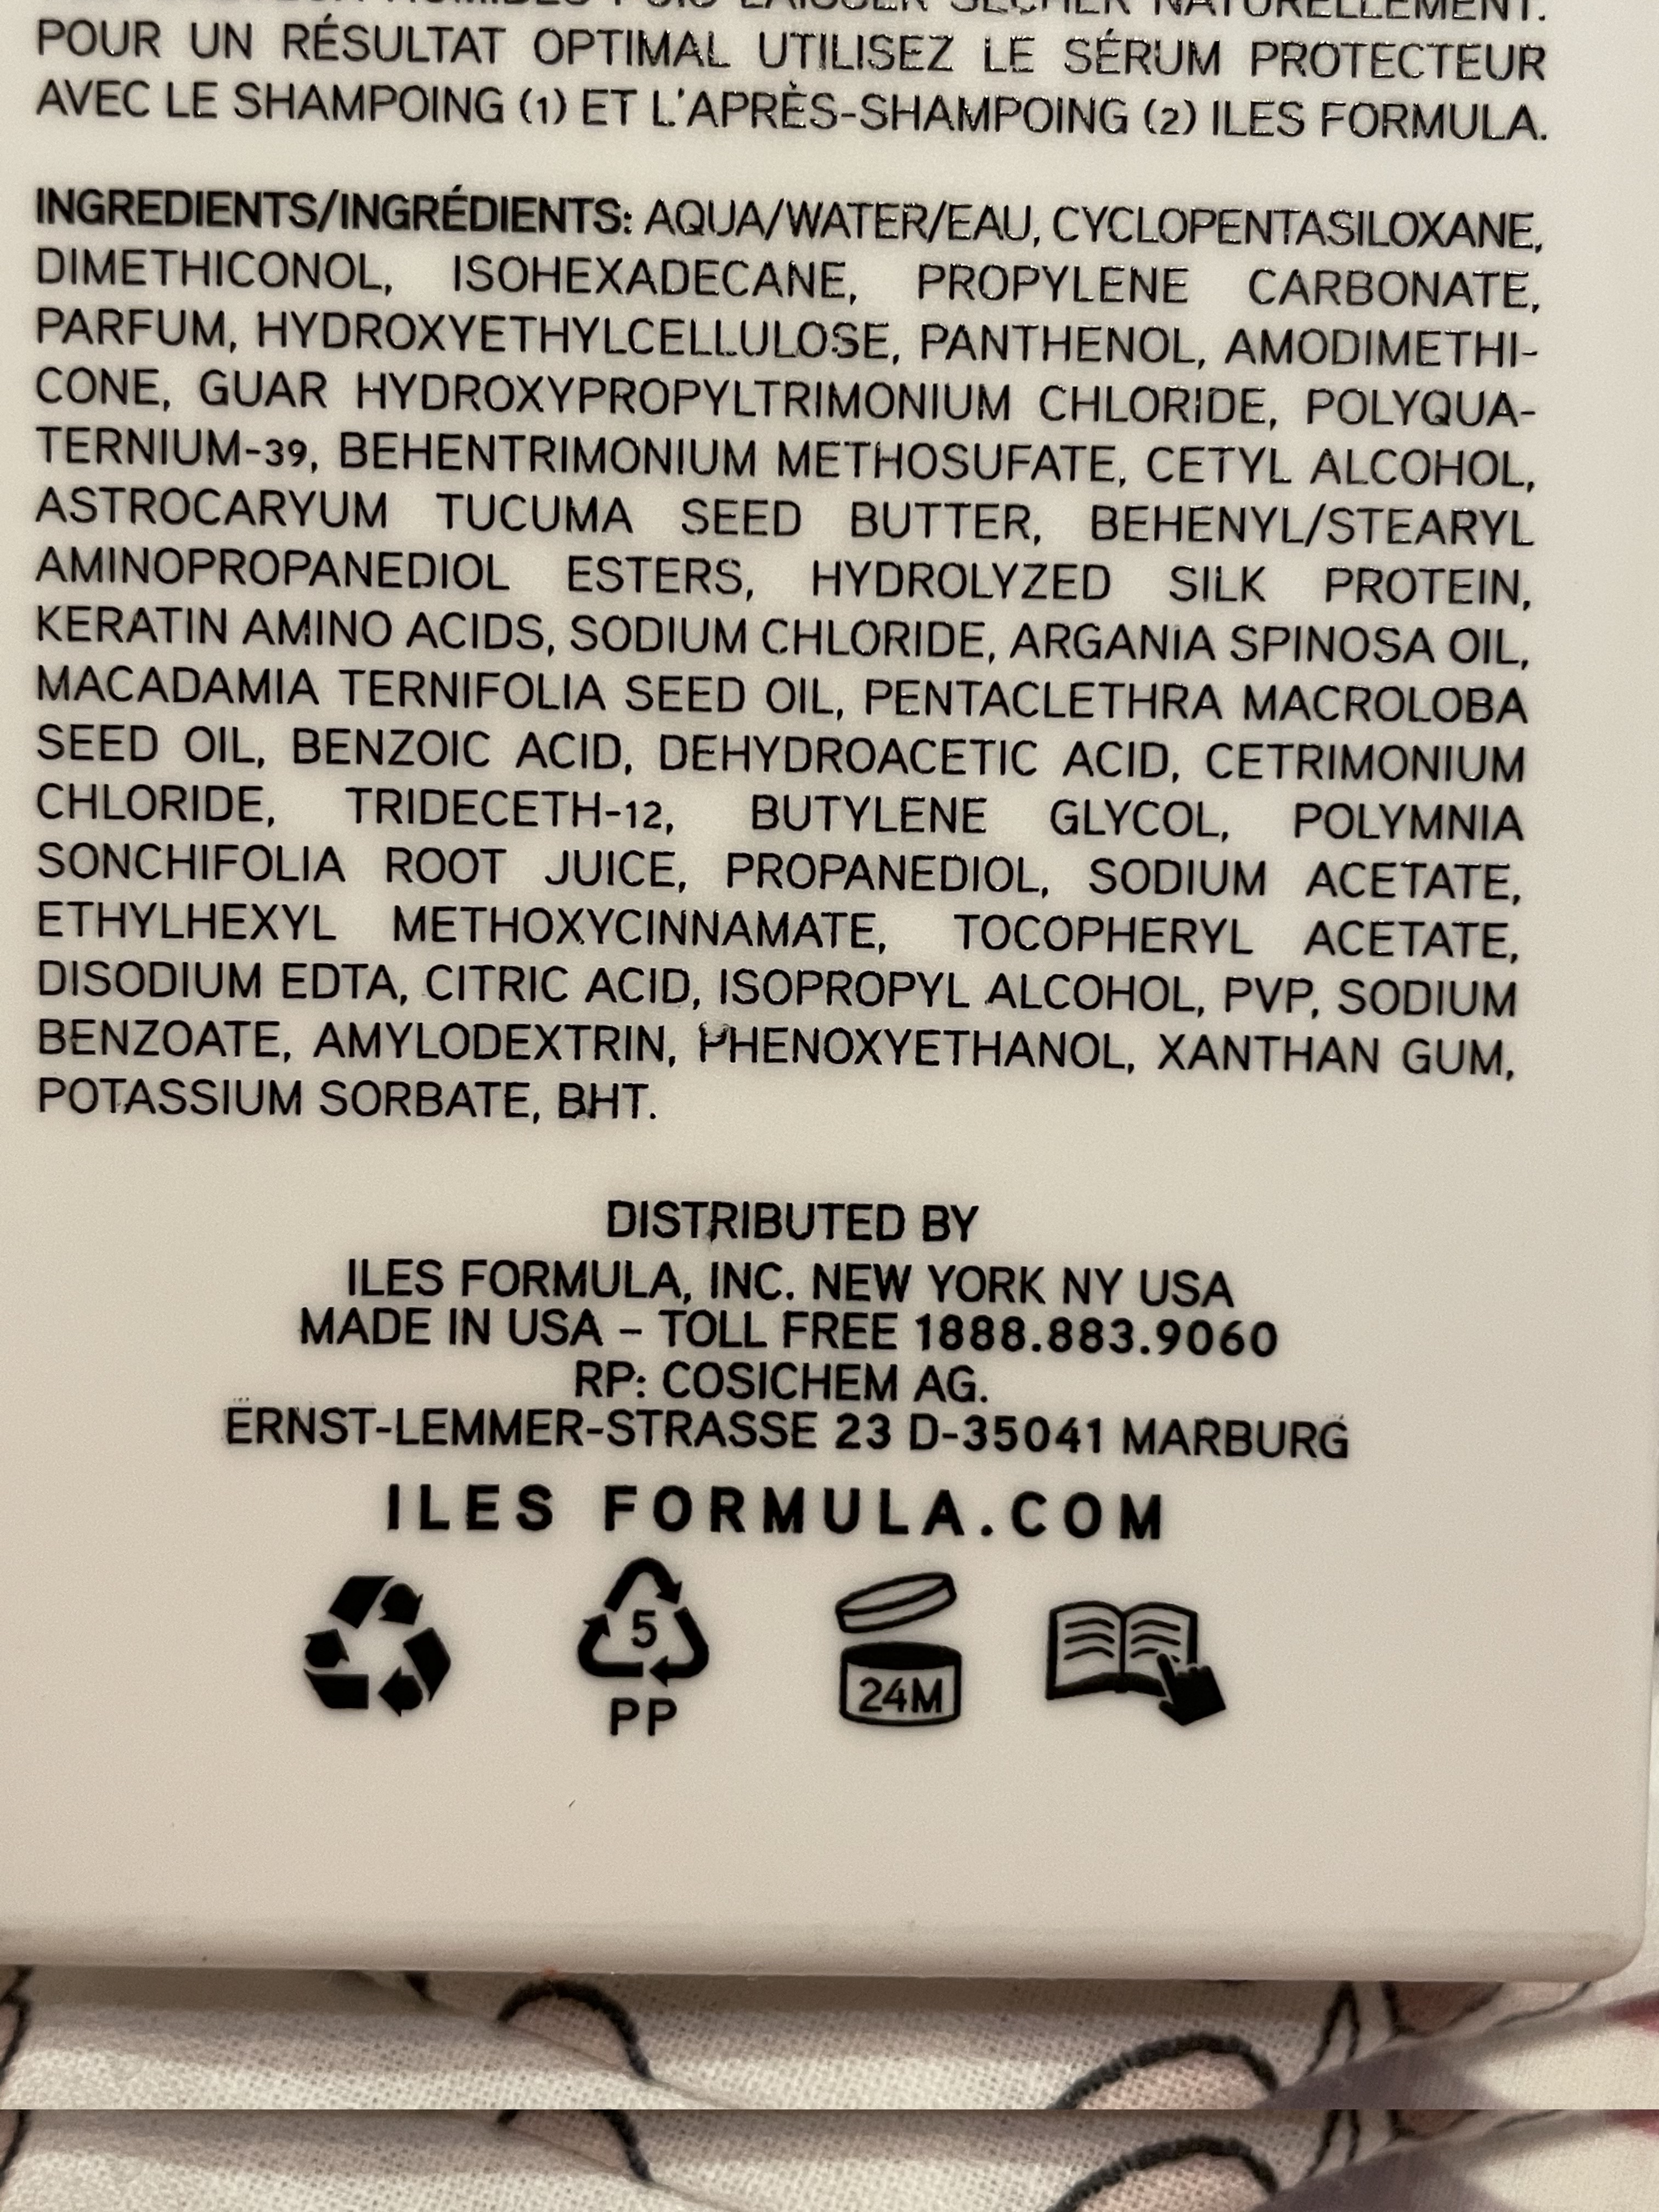 HUMIDES PUIS LAISSER SÉCHER NATURELLEMENT.
POUR UN RÉSULTAT OPTIMAL UTILISEZ LE SÉRUM PROTECTEUR
AVEC LE SHAMPOING (1) ET L'APRÈS-SHAMPOING (2) ILES FORMULA.
INGREDIENTS/INGRÉDIENTS: AQUA/WATER/EAU, CYCLOPENTASILOXANE,
DIMETHICONOL, ISOHEXADECANE, PROPYLENE CARBONATE,
PARFUM, HYDROXYETHYLCELLULOSE, PANTHENOL, AMODIMETHI-
CONE, GUAR HYDROXYPROPYLTRIMONIUM CHLORIDE, POLYQUA-
TERNIUM-39, BEHENTRIMONIUM METHOSUFATE, CETYL ALCOHOL,
ASTROCARYUM TUCUMA SEED BUTTER, BEHENYL/STEARYL
AMINOPROPANEDIOL ESTERS, HYDROLYZED SILK PROTEIN,
KERATIN AMINO ACIDS, SODIUM CHLORIDE, ARGANIA SPINOSA OIL,
MACADAMIA TERNIFOLIA SEED OIL, PENTACLETHRA MACROLOBA
SEED OIL, BENZOIC ACID, DEHYDROACETIC ACID, CETRIMONIUM
CHLORIDE, TRIDECETH-12, BUTYLENE GLYCOL, POLYMNIA
SONCHIFOLIA ROOT JUICE, PROPANEDIOL, SODIUM ACETATE,
ETHYLHEXYL METHOXYCINNAMATE, TOCOPHERYL ACETATE,
DISODIUM EDTA, CITRIC ACID, ISOPROPYL ALCOHOL, PVP, SODIUM
BENZOATE, AMYLODEXTRIN, PHENOXYETHANOL, XANTHAN GUM,
POTASSIUM SORBATE, BHT.
DISTRIBUTED BY
ILES FORMULA, INC. NEW YORK NY USA
MADE IN USA – TOLL FREE 1888.883.9060
RP: COSICHEM AG.
ERNST-LEMMER-STRASSE 23 D-35041 MARBURG
ILES FORMULA.COM
5
PP
24M